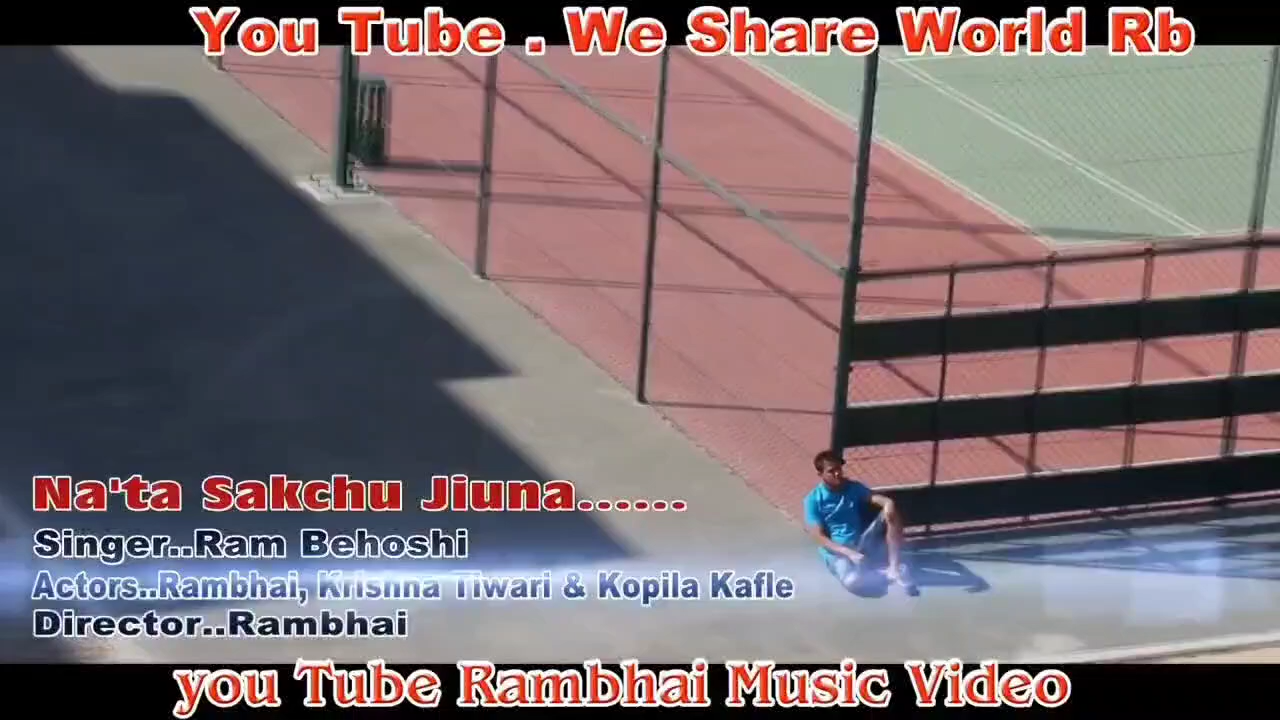 You Tube . We Share World Rb
Na'ta Sakchu Jiuna......
Singer..Ram Behoshi
Actors..Rambhai, Krishna Tiwari & Kopila Kafle
Director..Rambhai
you Tube Rambhai Music Video